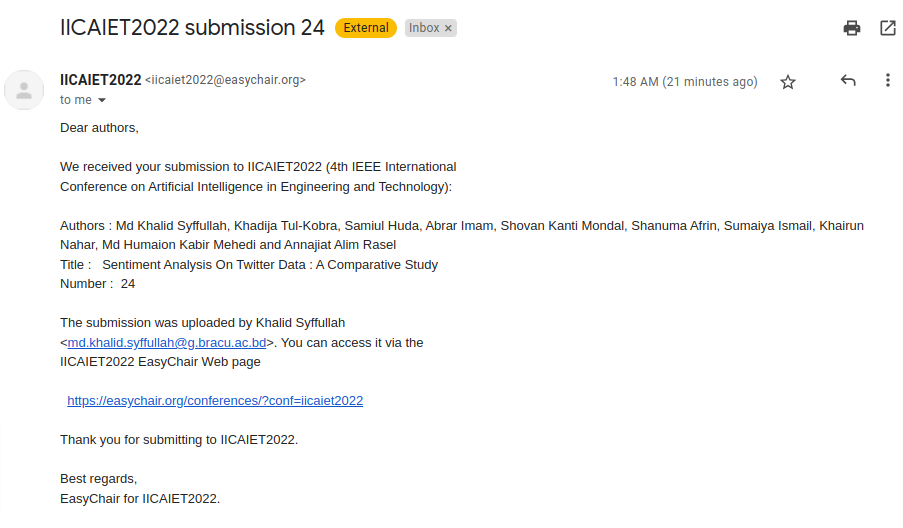 IICAIET2022 submission 24 External Inbox ×
IICAIET2022 <iicaiet2022@easychair.org> 1:48 AM (21 minutes ago)
to me
Dear authors,
We received your submission to IICAIET2022 (4th IEEE International
Conference on Artificial Intelligence in Engineering and Technology):
Authors : Md Khalid Syffullah, Khadija Tul-Kobra, Samiul Huda, Abrar Imam, Shovan Kanti Mondal, Shanuma Afrin, Sumaiya Ismail, Khairun
Nahar, Md Humaion Kabir Mehedi and Annajiat Alim Rasel
Title :   Sentiment Analysis On Twitter Data : A Comparative Study
Number :  24
The submission was uploaded by Khalid Syffullah
<md.khalid.syffullah@g.bracu.ac.bd>. You can access it via the
IICAIET2022 EasyChair Web page
https://easychair.org/conferences/?conf=iicaiet2022
Thank you for submitting to IICAIET2022.
Best regards,
EasyChair for IICAIET2022.